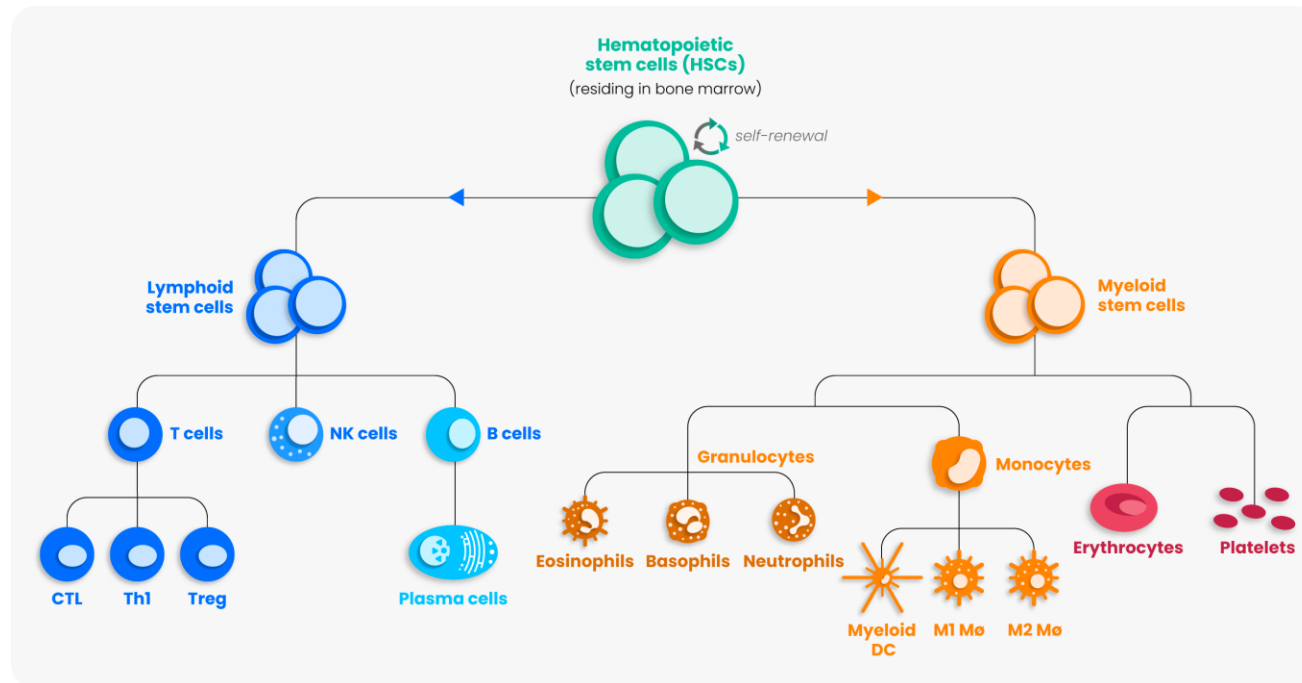 Hematopoietic
stem cells (HSCs)
(residing in bone marrow)
self-renewal
Lymphoid
stem cells
Myeloid
stem cells
T cells
NK cells
B cells
Granulocytes
Monocytes
Eosinophils
Basophils
Neutrophils
Erythrocytes
Platelets
CTL
Th1
Treg
Plasma cells
Myeloid
DC
M1 Mø
M2 Mø